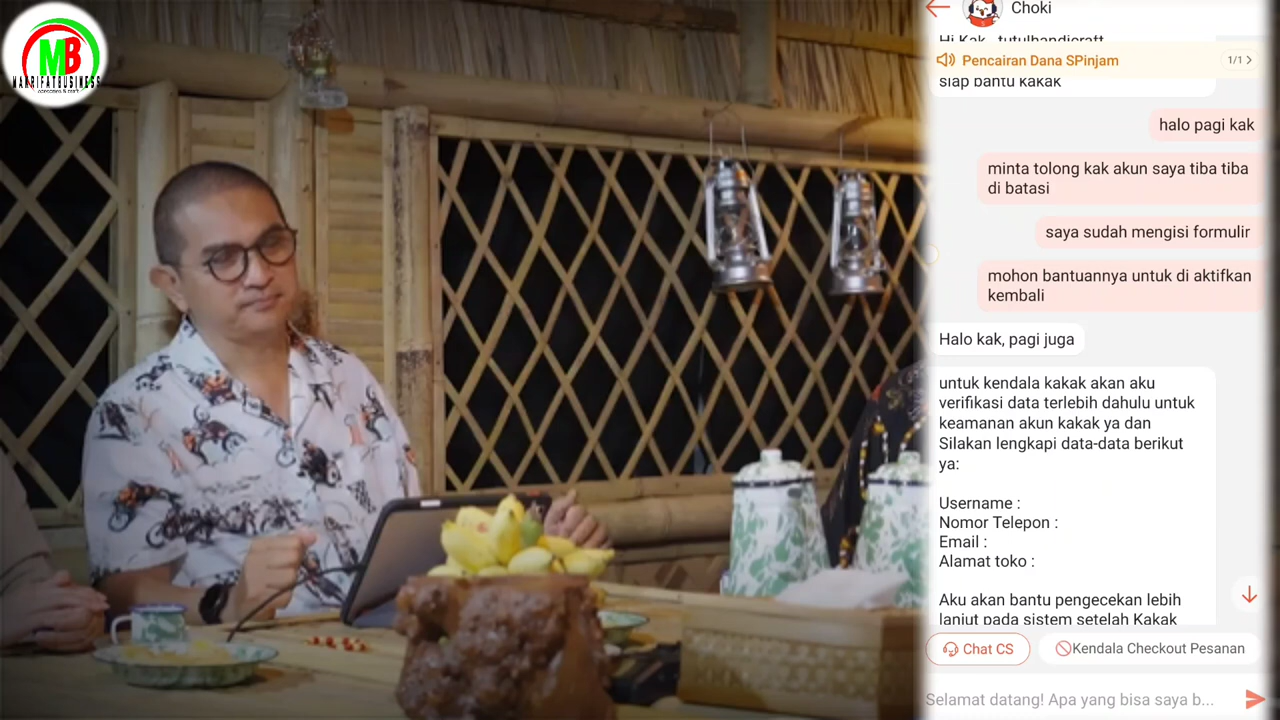 MB
MAKRIFATBUSINESS
Choki
Hi Kak, tutulhandicraft
Pencairan Dana SPinjam
1/1
siap bantu kakak
halo pagi kak
minta tolong kak akun saya tiba tiba
di batasi
saya sudah mengisi formulir
mohon bantuannya untuk di aktifkan
kembali
Halo kak, pagi juga
untuk kendala kakak akan aku
verifikasi data terlebih dahulu untuk
keamanan akun kakak ya dan
Silakan lengkapi data-data berikut
ya:
Username :
Nomor Telepon :
Email :
Alamat toko :
Aku akan bantu pengecekan lebih
lanjut pada sistem setelah Kakak
Chat CS
Kendala Checkout Pesanan
Selamat datang! Apa yang bisa saya b...